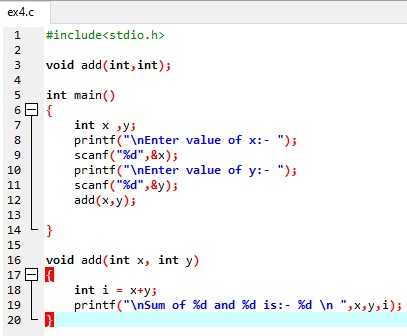 ex4.c
1 #include<stdio.h>
2
3 void add(int,int);
4
5 int main()
6 {
7 int x ,y;
8 printf("\nEnter value of x:- ");
9 scanf("%d",&x);
10 printf("\nEnter value of y:- ");
11 scanf("%d",&y);
12 add(x,y);
13
14 }
15
16 void add(int x, int y)
17 {
18 int i = x+y;
19 printf("\nSum of %d and %d is:- %d \n ",x,y,i);
20 }